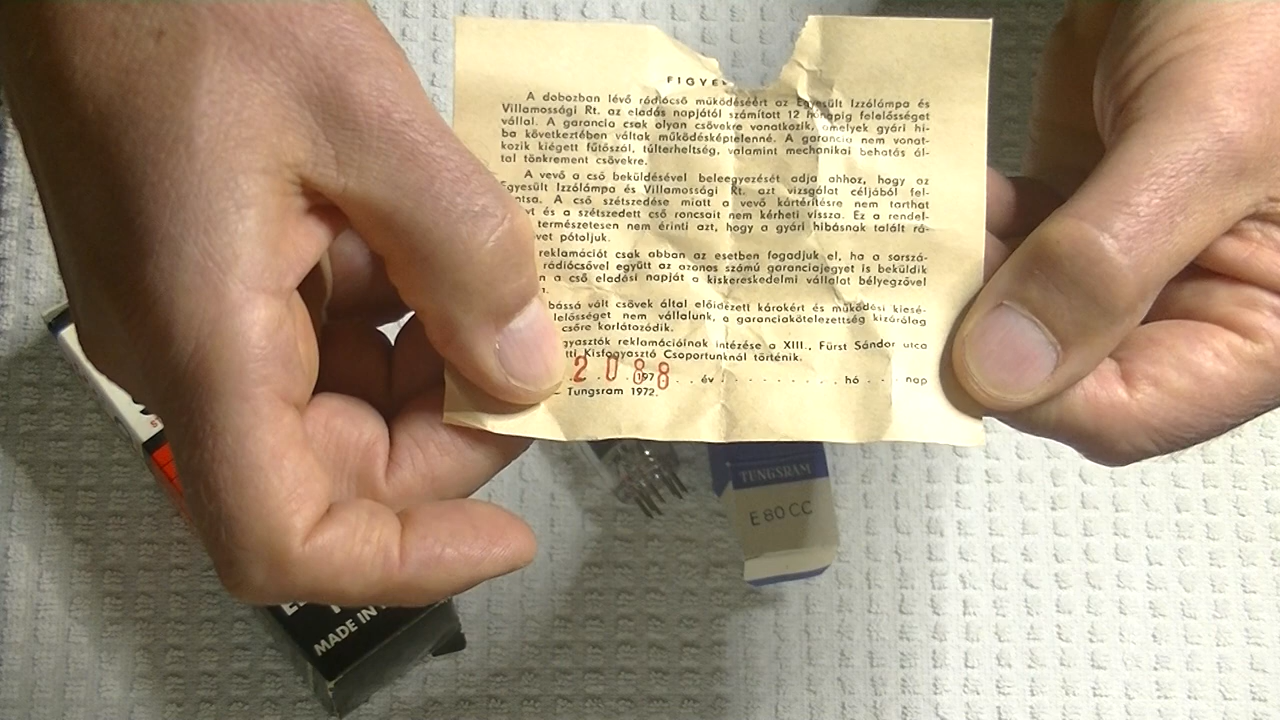 FIGYE
A dobozban lévő rádiócső működéséért az Egyesült Izzólámpa és
Villamossági Rt. az eladás napjától számított 12 hónapig felelősséget
vállal. A garancia csak olyan csövekre vonatkozik, amelyek gyári hi-
ba következtében váltak működésképtelenné. A garancia nem vonat-
kozik kiégett fűtőszál, túlterheltség, valamint mechanikai behatás ál-
tal tönkrement csövekre.
A vevő a cső beküldésével beleegyezését adja ahhoz, hogy az
Egyesült Izzólámpa és Villamossági Rt. azt vizsgálat céljából fel-
ntsa. A cső szétszedése miatt a vevő kártérítésre nem tarthat
yt és a szétszedett cső roncsait nem kérheti vissza. Ez a rendel-
természetesen nem érinti azt, hogy a gyári hibásnak talált rá-
vet pótoljuk.
reklamációt csak abban az esetben fogadjuk el, ha a sorszá-
rádiócsővel együtt az azonos számú garanciajegyet is beküldik
n a cső eladási napját a kiskereskedelmi vállalat bélyegzővel
bássá vált csövek által előidézett károkért és működési kiesé-
lelősséget nem vállalunk, a garanciakötelezettség kizárólag
csőre korlátozódik.
gyasztók reklamációinak intézése a XIII., Fürst Sándor utca
tti Kisfogyasztó Csoportunknál történik.
2088
197 . . év . . . . . . . . . . hó . . . nap
Tungsram 1972.
TUNGSRAM
E 80 CC
MADE IN